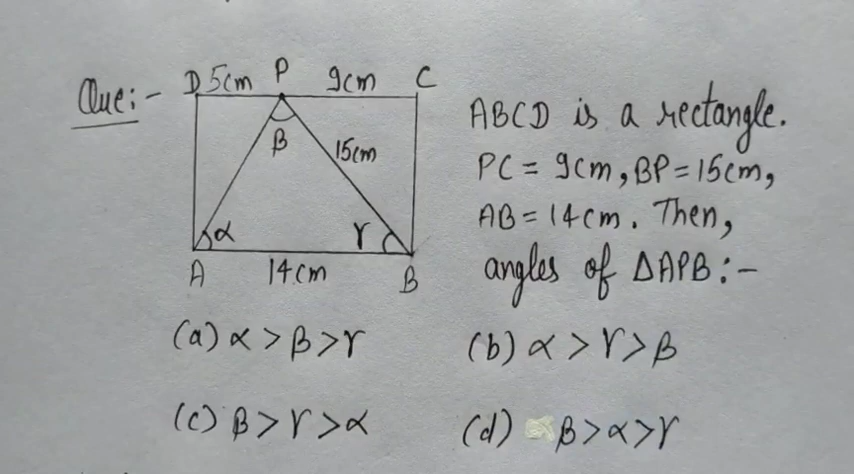 Que:- D 5cm P 9cm C
ABCD is a rectangle.
β 15cm
PC = 9cm, BP = 15cm,
α γ
AB = 14cm. Then,
A 14cm B
angles of ΔAPB:-
(a) α > β > γ (b) α > γ > β
(c) β > γ > α (d) β > α > γ